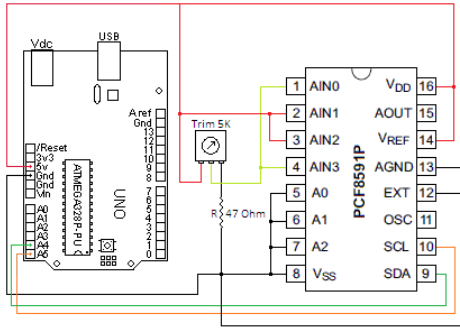 Vdc
USB
Aref
Gnd
13
12
11
10
9
8
7
6
5
4
3
2
1
0
/Reset
3v3
5v
Gnd
Gnd
Vin
A0
A1
A2
A3
A4
A5
ATMEGA328P-PU
UNO
Trim 5K
R 47 Ohm
1 AIN0 VDD 16
2 AIN1 AOUT 15
3 AIN2 VREF 14
4 AIN3 AGND 13
5 A0 EXT 12
6 A1 OSC 11
7 A2 SCL 10
8 VSS SDA 9
PCF8591P